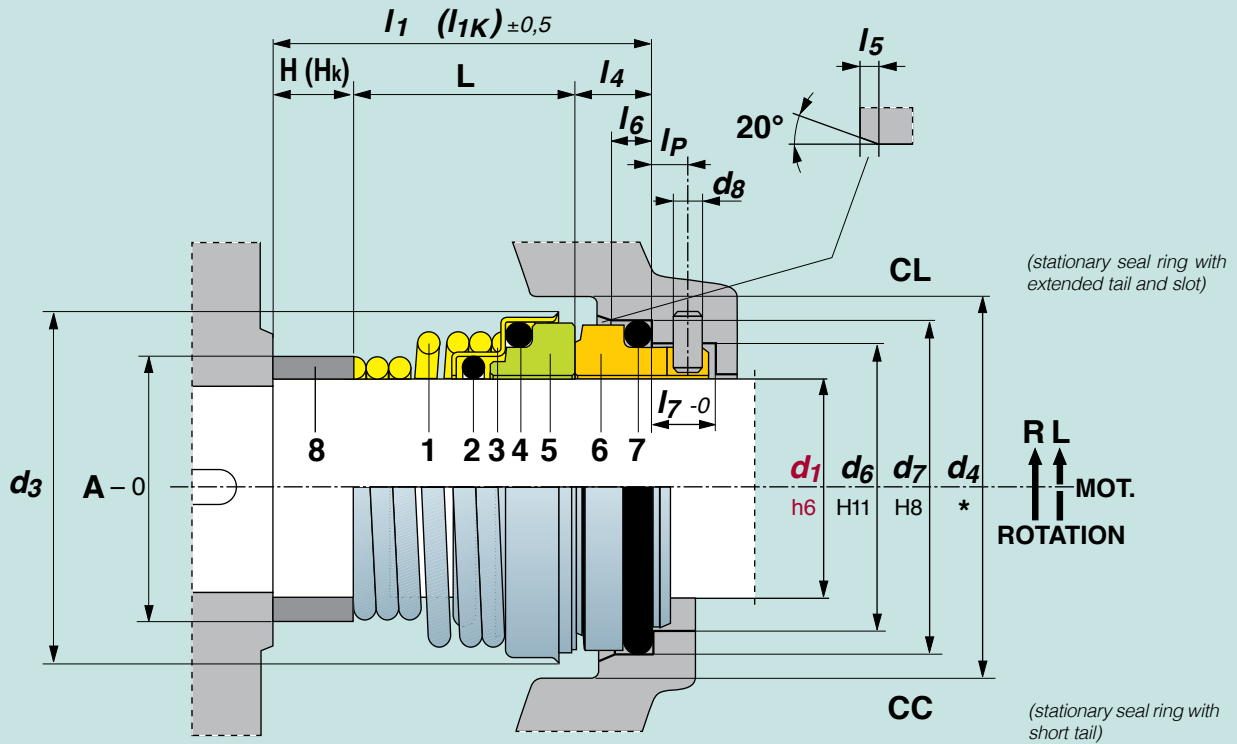 l1 (l1K) ±0,5
l5
H (Hk)
L
l4
20°
l6
lP
d8
CL
(stationary seal ring with
extended tail and slot)
l7 -0
8
1
2
3
4
5
6
7
R L
d3
A – 0
d1
d6
d7
d4
MOT.
h6
H11
H8
*
ROTATION
CC
(stationary seal ring with
short tail)